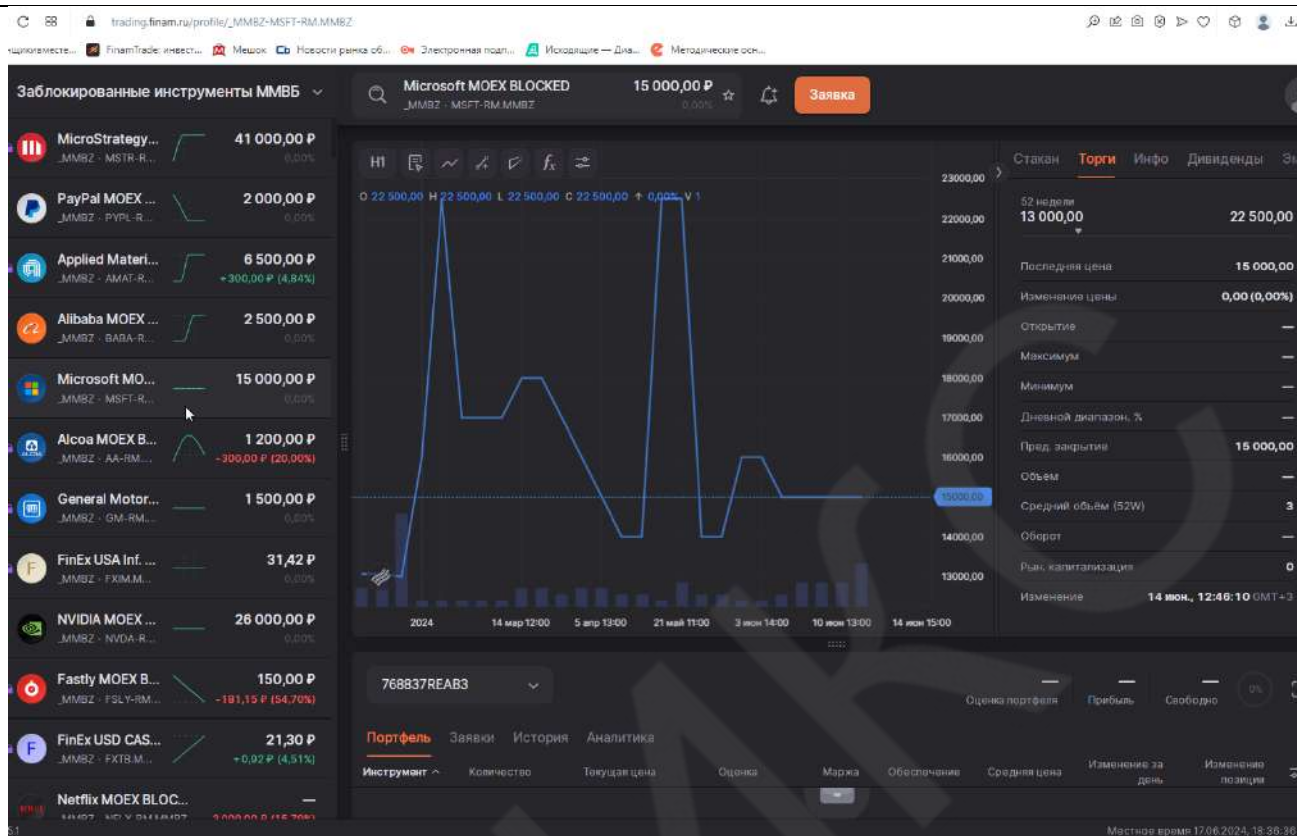 trading.finam.ru/profile/_MMBZ-MSFT-RM.MMBZ
FinamTrade: инвест...
Мешок
Новости рынка об...
Электронная подп...
Исходящие — Диа...
Методические осн...
Заблокированные инструменты ММВБ
Microsoft MOEX BLOCKED
_MMBZ - MSFT-RM.MMBZ
15 000,00 ₽
0,00%
Заявка
MicroStrategy...
41 000,00 ₽
_MMBZ - MSTR-R...
0,00%
PayPal MOEX ...
2 000,00 ₽
_MMBZ - PYPL-R...
0,00%
Applied Materi...
6 500,00 ₽
_MMBZ - AMAT-R...
+300,00 ₽ (4,84%)
Alibaba MOEX ...
2 500,00 ₽
_MMBZ - BABA-R...
0,00%
Microsoft MO...
15 000,00 ₽
_MMBZ - MSFT-R...
0,00%
Alcoa MOEX B...
1 200,00 ₽
_MMBZ - AA-RM....
-300,00 ₽ (20,00%)
General Motor...
1 500,00 ₽
_MMBZ - GM-RM....
0,00%
FinEx USA Inf. ...
31,42 ₽
_MMBZ - FXIM.M...
0,00%
NVIDIA MOEX ...
26 000,00 ₽
_MMBZ - NVDA-R...
0,00%
Fastly MOEX B...
150,00 ₽
_MMBZ - FSLY-RM...
-181,15 ₽ (54,70%)
FinEx USD CAS...
21,30 ₽
_MMBZ - FXTB.M...
+0,92 ₽ (4,51%)
Netflix MOEX BLOC...
—
H1
O 22 500,00 H 22 500,00 L 22 500,00 C 22 500,00 ↑ 0,00% V 1
23000,00
22000,00
21000,00
20000,00
19000,00
18000,00
17000,00
16000,00
15000,00
14000,00
13000,00
2024
14 мар 12:00
5 апр 13:00
21 май 11:00
3 июн 14:00
10 июн 13:00
14 июн 15:00
Стакан Торги Инфо Дивиденды
52 недели
13 000,00
22 500,00
Последняя цена
15 000,00
Изменение цены
0,00 (0,00%)
Открытие
—
Максимум
—
Минимум
—
Дневной диапазон, %
—
Пред. закрытие
15 000,00
Объем
—
Средний объём (52W)
3
Оборот
—
Рын. капитализация
0
Изменение
14 июн., 12:46:10 GMT+3
768837REAB3
Оценка портфеля
Прибыль
Свободно
0%
Портфель Заявки История Аналитика
Инструмент Количество Текущая цена Оценка Маржа Обеспечение Средняя цена Изменение за день Изменение позиции
Местное время 17.06.2024, 18:36:36